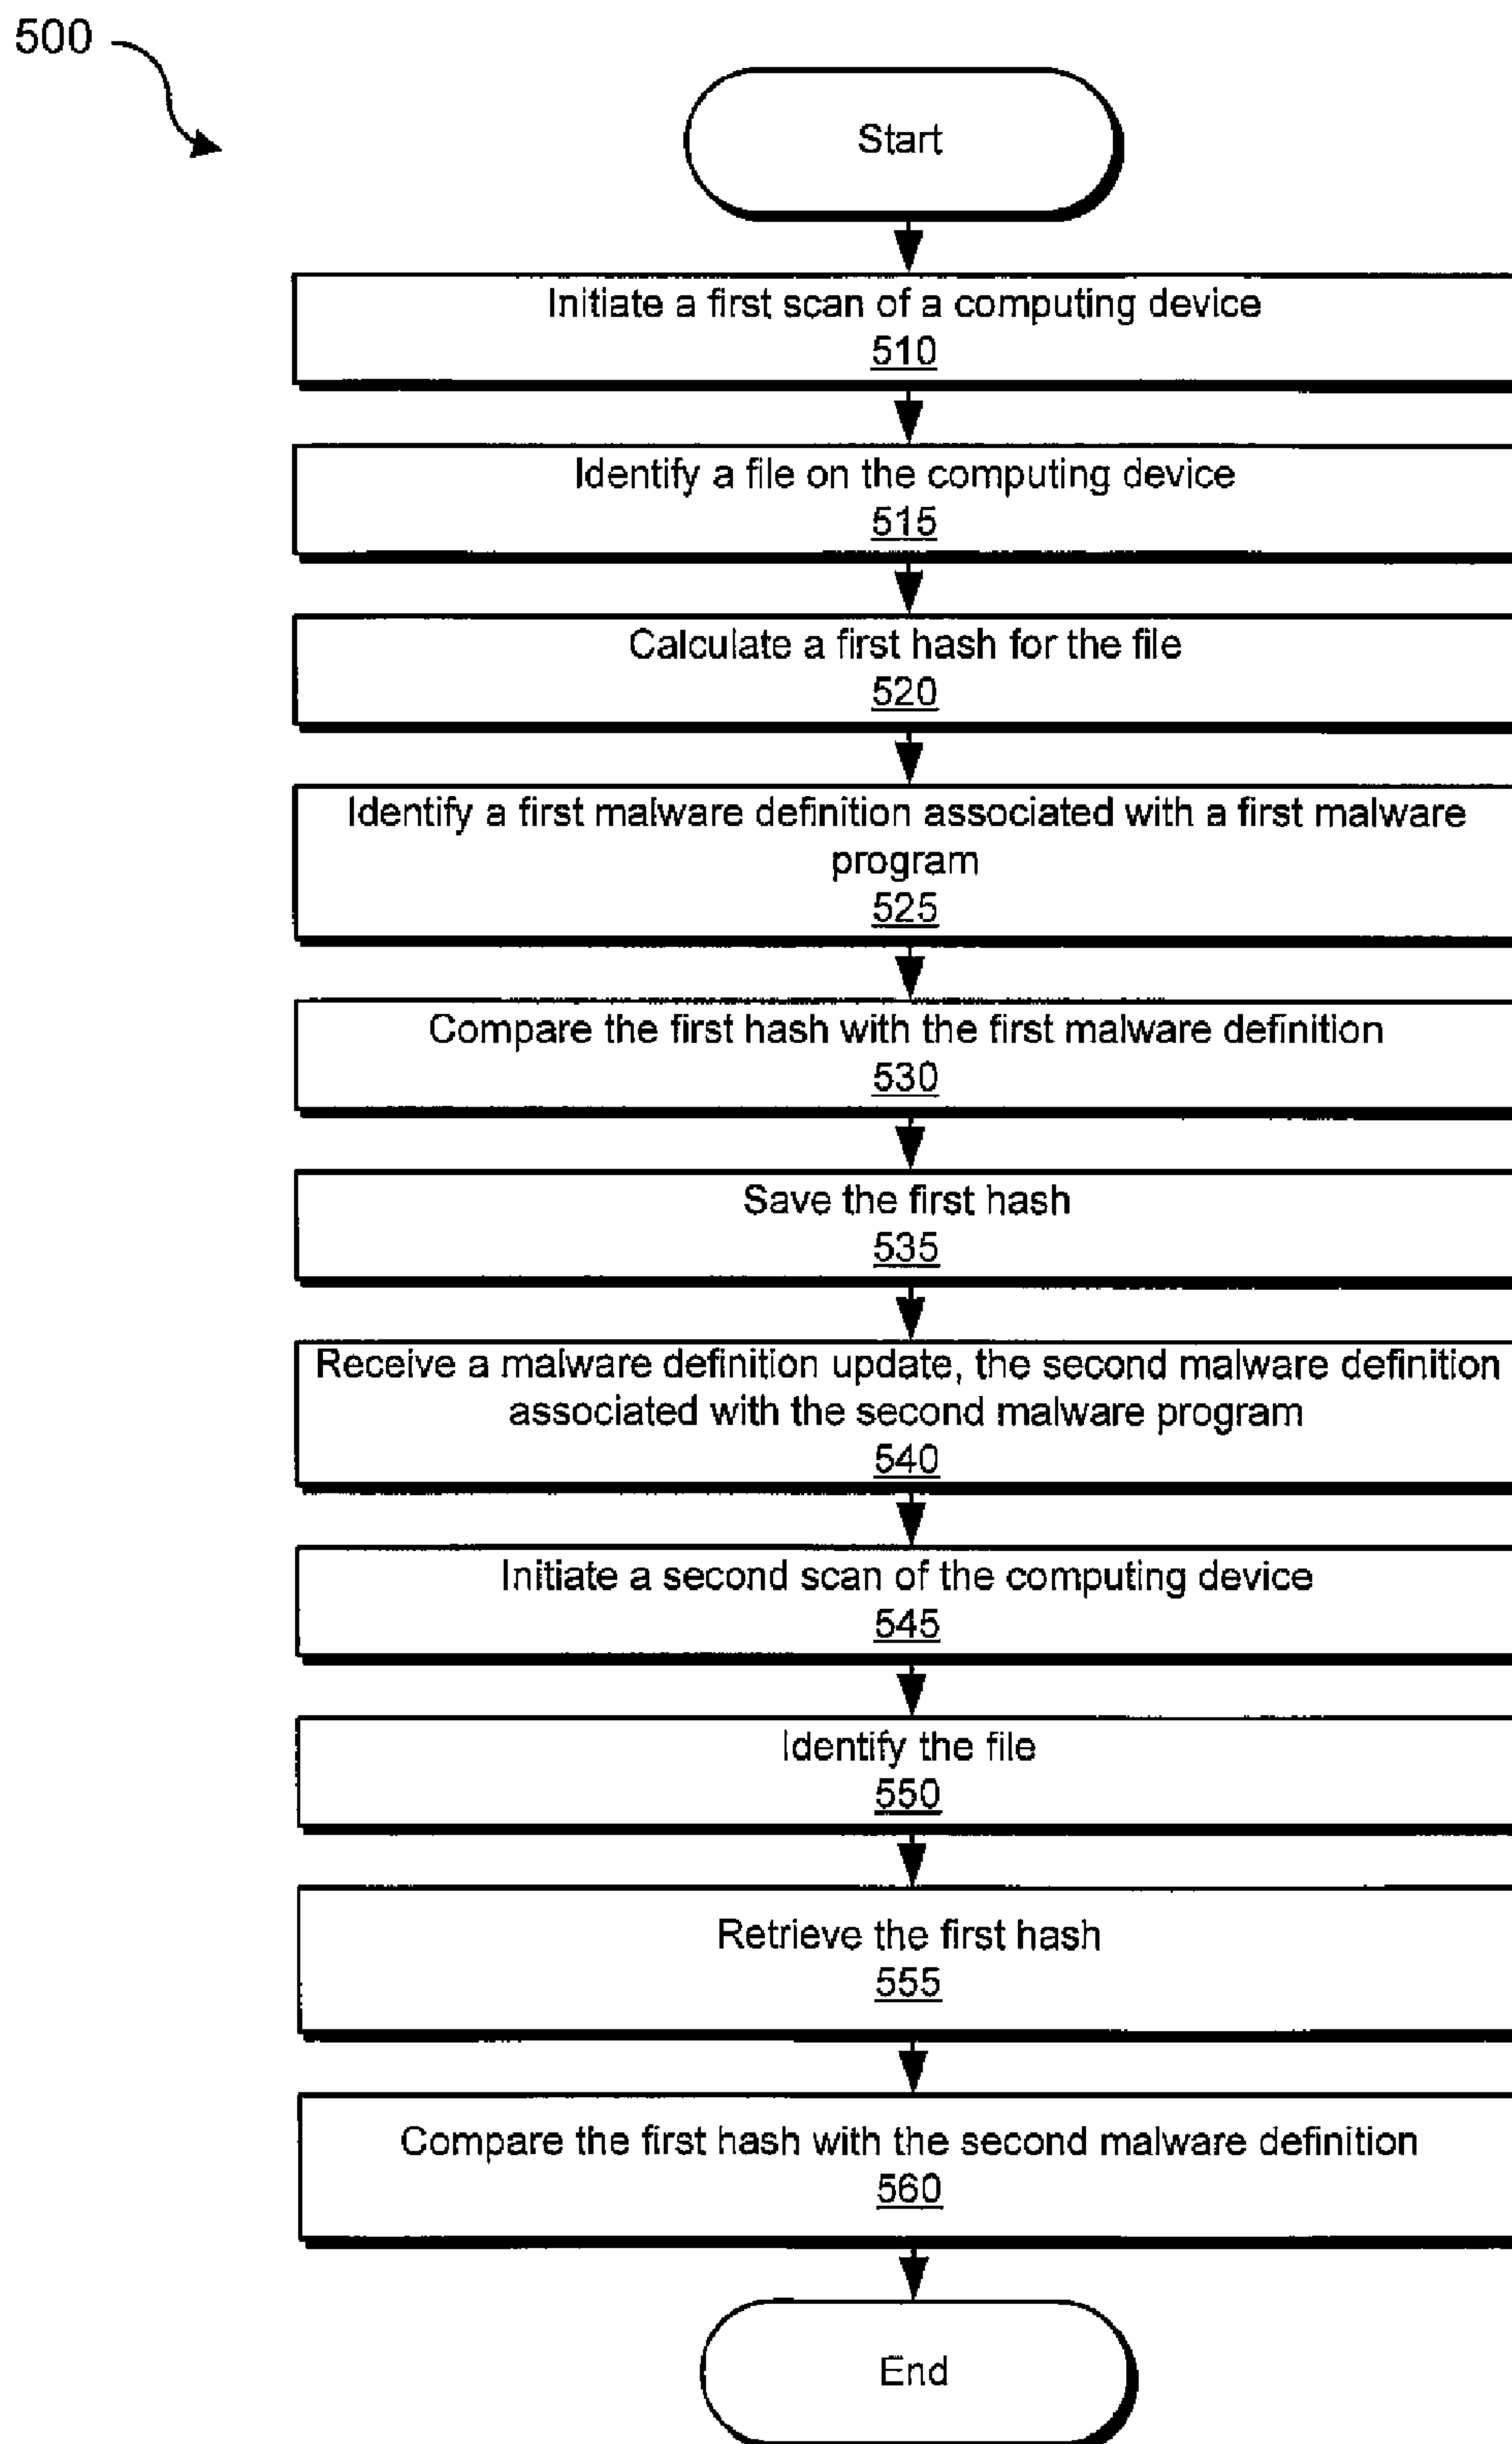 500
Start
Initiate a first scan of a computing device
510
Identify a file on the computing device
515
Calculate a first hash for the file
520
Identify a first malware definition associated with a first malware
program
525
Compare the first hash with the first malware definition
530
Save the first hash
535
Receive a malware definition update, the second malware definition
associated with the second malware program
540
Initiate a second scan of the computing device
545
Identify the file
550
Retrieve the first hash
555
Compare the first hash with the second malware definition
560
End